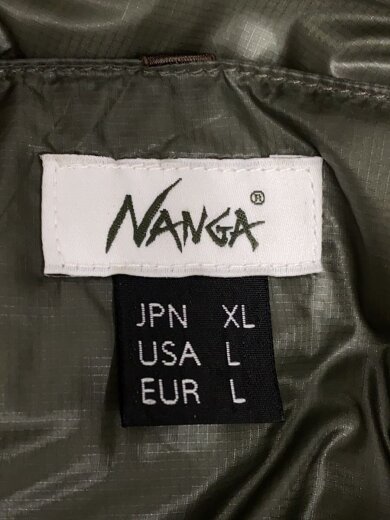 NANGA®
JPN XL
USA L
EUR L